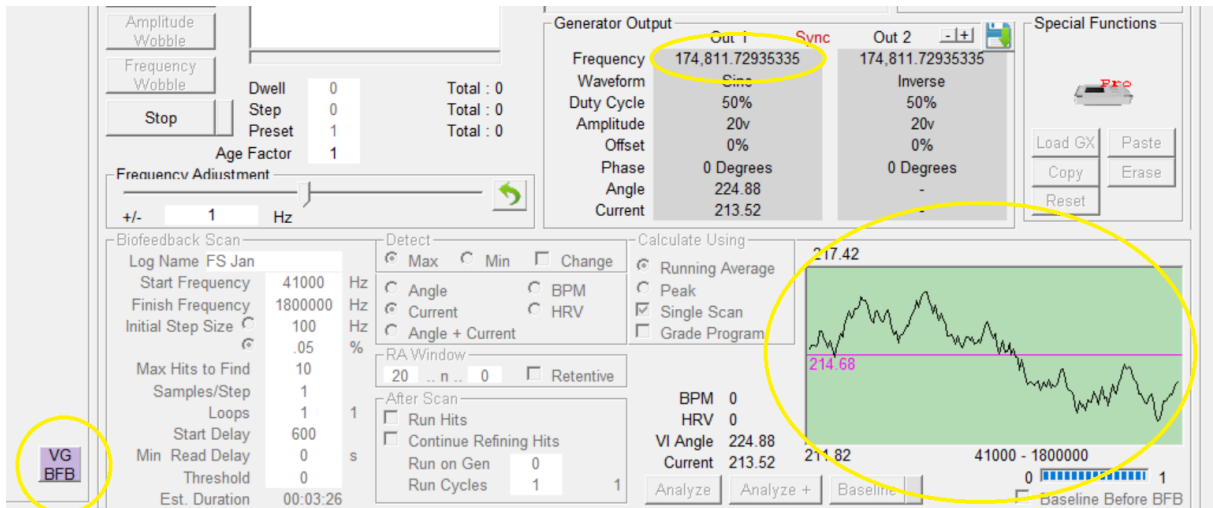 Amplitude
Wobble
Frequency
Wobble
Stop
Dwell 0 Total : 0
Step 0 Total : 0
Preset 1 Total : 0
Age Factor 1
Frequency Adjustment
+/- 1 Hz
Generator Output
Out 1 Sync Out 2 - +
Frequency 174,811.72935335 174,811.72935335
Waveform Sine Inverse
Duty Cycle 50% 50%
Amplitude 20v 20v
Offset 0% 0%
Phase 0 Degrees 0 Degrees
Angle 224.88 -
Current 213.52 -
Special Functions
Pro
Load GX Paste
Copy Erase
Reset
Biofeedback Scan
Log Name FS Jan
Start Frequency 41000 Hz
Finish Frequency 1800000 Hz
Initial Step Size 100 Hz
.05 %
Max Hits to Find 10
Samples/Step 1
Loops 1 1
Start Delay 600
Min Read Delay 0 s
Threshold 0
Est. Duration 00:03:26
VG
BFB
Detect
Max Min Change
Angle BPM
Current HRV
Angle + Current
RA Window
20 .. n .. 0 Retentive
After Scan
Run Hits
Continue Refining Hits
Run on Gen 0
Run Cycles 1 1
Calculate Using
Running Average
Peak
Single Scan
Grade Program
BPM 0
HRV 0
VI Angle 224.88
Current 213.52
Analyze Analyze + Baseline
217.42
214.68
211.82 41000 - 1800000
0 1
Baseline Before BFB